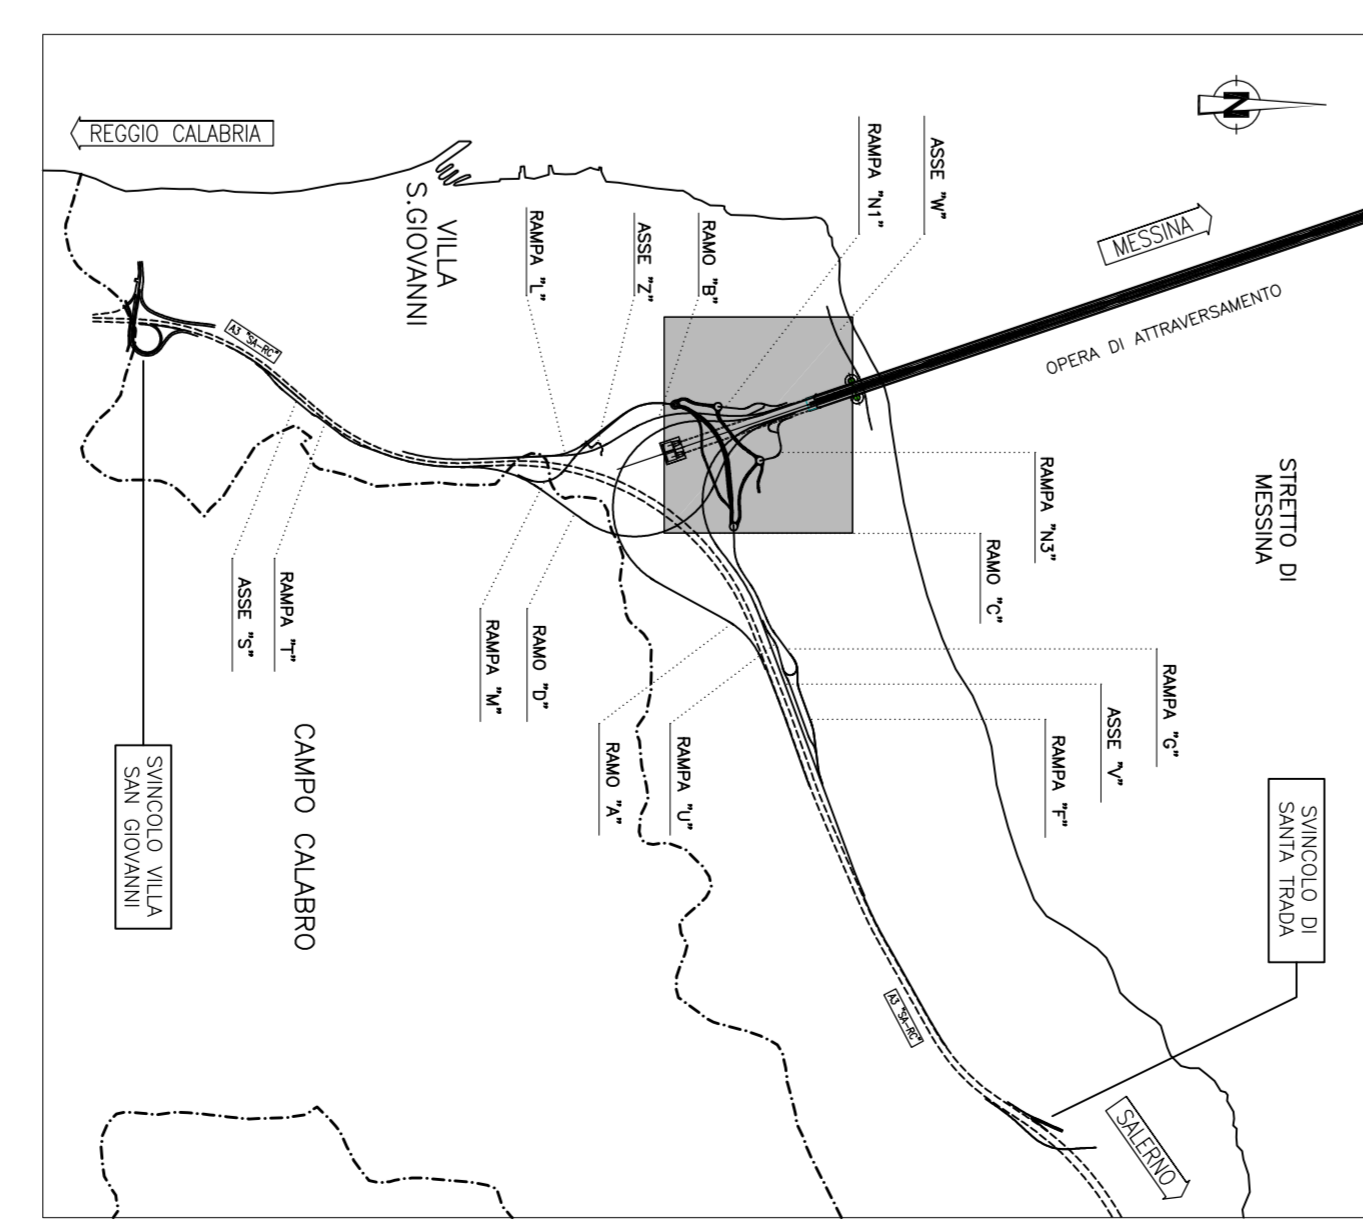 REGGIO CALABRIA
N
MESSINA
OPERA DI ATTRAVERSAMENTO
ASSE "W"
RAMPA "N1"
RAMO "B"
ASSE "Z"
RAMPA "L"
VILLA
S.GIOVANNI
A3 "SA-RC"
STRETTO DI
MESSINA
RAMPA "N3"
RAMO "C"
RAMPA "G"
ASSE "V"
RAMPA "F"
RAMPA "U"
RAMO "A"
RAMO "D"
RAMPA "M"
RAMPA "T"
ASSE "S"
CAMPO CALABRO
SVINCOLO VILLA
SAN GIOVANNI
SVINCOLO DI
SANTA TRADA
A3 "SA-RC"
SALERNO